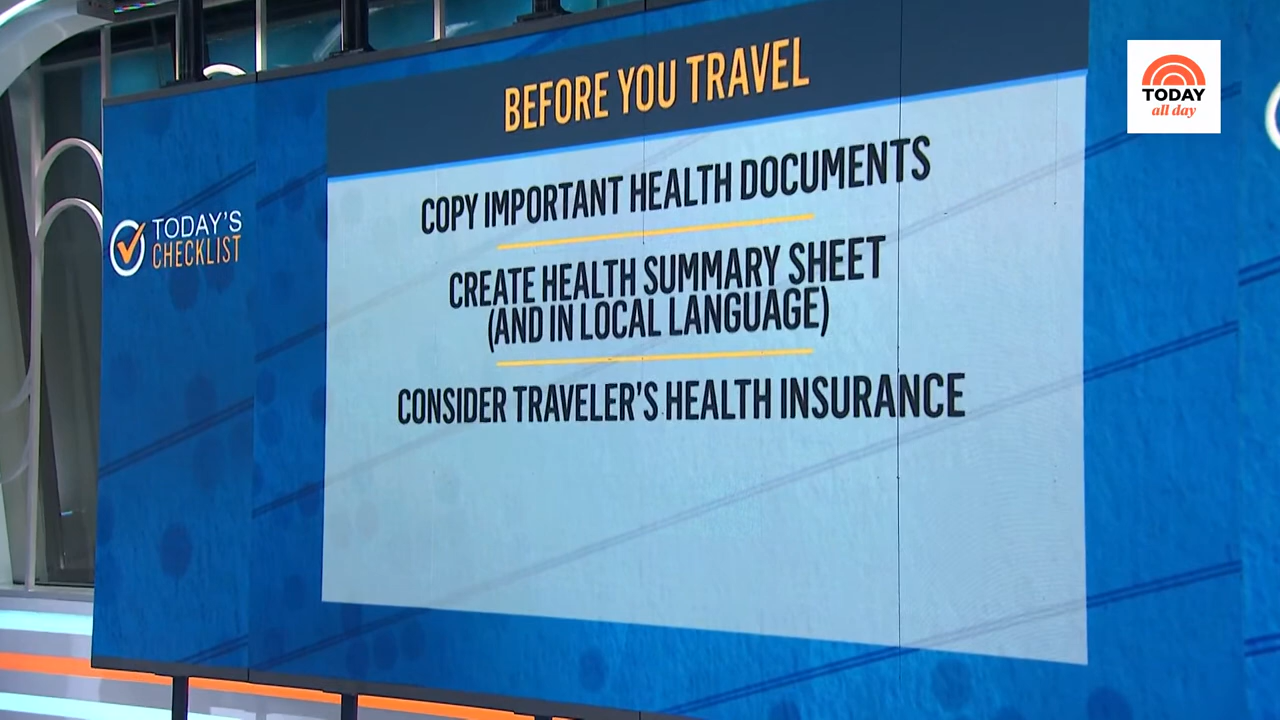 BEFORE YOU TRAVEL
TODAY
all day
COPY IMPORTANT HEALTH DOCUMENTS
TODAY'S
CHECKLIST
CREATE HEALTH SUMMARY SHEET
(AND IN LOCAL LANGUAGE)
CONSIDER TRAVELER'S HEALTH INSURANCE